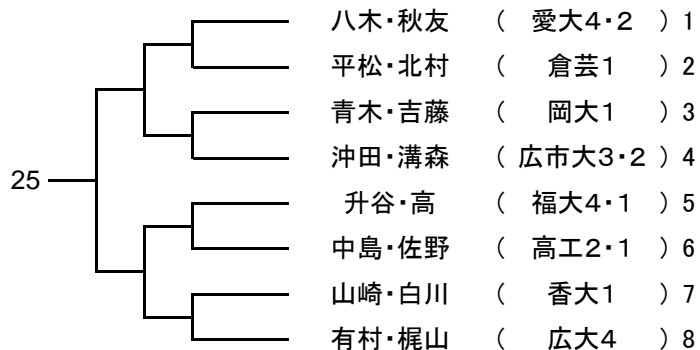 八木・秋友 ( 愛大4・2 ) 1
平松・北村 ( 倉芸1 ) 2
青木・吉藤 ( 岡大1 ) 3
沖田・溝森 ( 広市大3・2 ) 4
25
升谷・高 ( 福大4・1 ) 5
中島・佐野 ( 高工2・1 ) 6
山崎・白川 ( 香大1 ) 7
有村・梶山 ( 広大4 ) 8